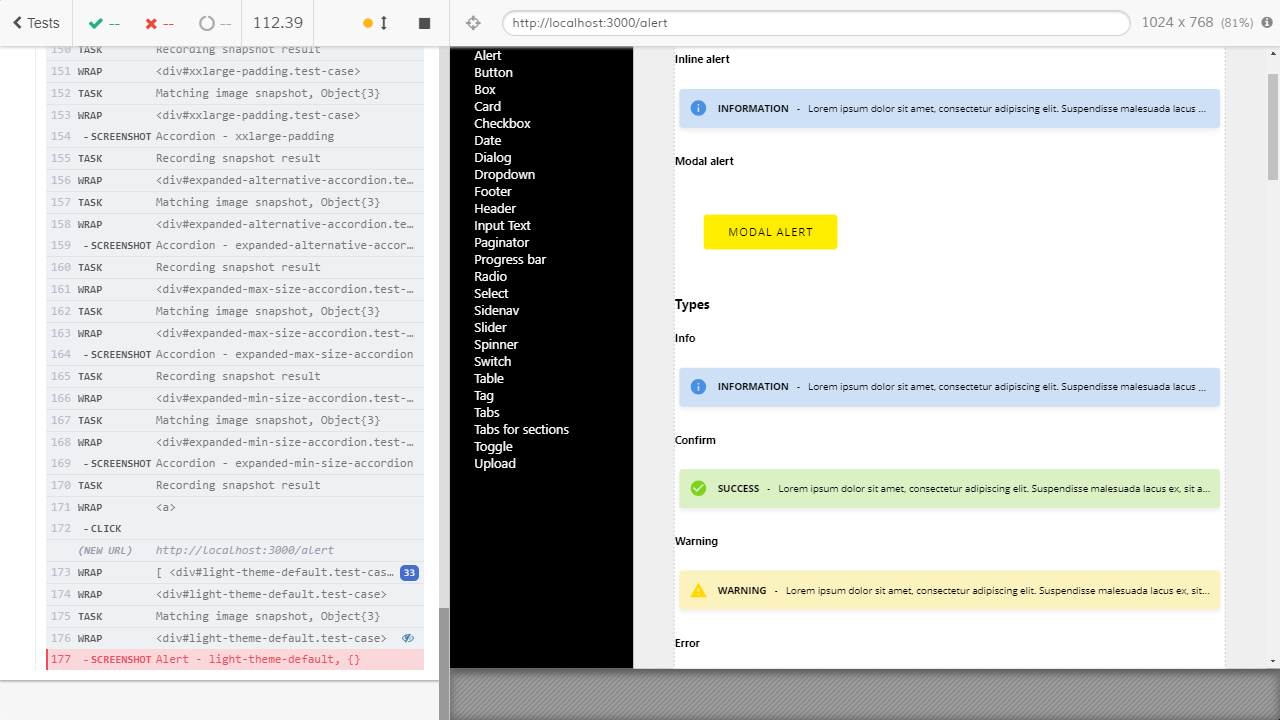 Tests
--
--
--
112.39
http://localhost:3000/alert
1024 x 768 (81%)
150 TASK Recording snapshot result
151 WRAP <div#xxlarge-padding.test-case>
152 TASK Matching image snapshot, Object{3}
153 WRAP <div#xxlarge-padding.test-case>
154 -SCREENSHOT Accordion - xxlarge-padding
155 TASK Recording snapshot result
156 WRAP <div#expanded-alternative-accordion.te…
157 TASK Matching image snapshot, Object{3}
158 WRAP <div#expanded-alternative-accordion.te…
159 -SCREENSHOT Accordion - expanded-alternative-accor…
160 TASK Recording snapshot result
161 WRAP <div#expanded-max-size-accordion.test-…
162 TASK Matching image snapshot, Object{3}
163 WRAP <div#expanded-max-size-accordion.test-…
164 -SCREENSHOT Accordion - expanded-max-size-accordion
165 TASK Recording snapshot result
166 WRAP <div#expanded-min-size-accordion.test-…
167 TASK Matching image snapshot, Object{3}
168 WRAP <div#expanded-min-size-accordion.test-…
169 -SCREENSHOT Accordion - expanded-min-size-accordion
170 TASK Recording snapshot result
171 WRAP <a>
172 -CLICK
(NEW URL) http://localhost:3000/alert
173 WRAP [ <div#light-theme-default.test-cas… 33
174 WRAP <div#light-theme-default.test-case>
175 TASK Matching image snapshot, Object{3}
176 WRAP <div#light-theme-default.test-case>
177 -SCREENSHOT Alert - light-theme-default, {}
Alert
Button
Box
Card
Checkbox
Date
Dialog
Dropdown
Footer
Header
Input Text
Paginator
Progress bar
Radio
Select
Sidenav
Slider
Spinner
Switch
Table
Tag
Tabs
Tabs for sections
Toggle
Upload
Inline alert
INFORMATION - Lorem ipsum dolor sit amet, consectetur adipiscing elit. Suspendisse malesuada lacus ...
Modal alert
MODAL ALERT
Types
Info
INFORMATION - Lorem ipsum dolor sit amet, consectetur adipiscing elit. Suspendisse malesuada lacus ...
Confirm
SUCCESS - Lorem ipsum dolor sit amet, consectetur adipiscing elit. Suspendisse malesuada lacus ex, sit a...
Warning
WARNING - Lorem ipsum dolor sit amet, consectetur adipiscing elit. Suspendisse malesuada lacus ex, sit...
Error